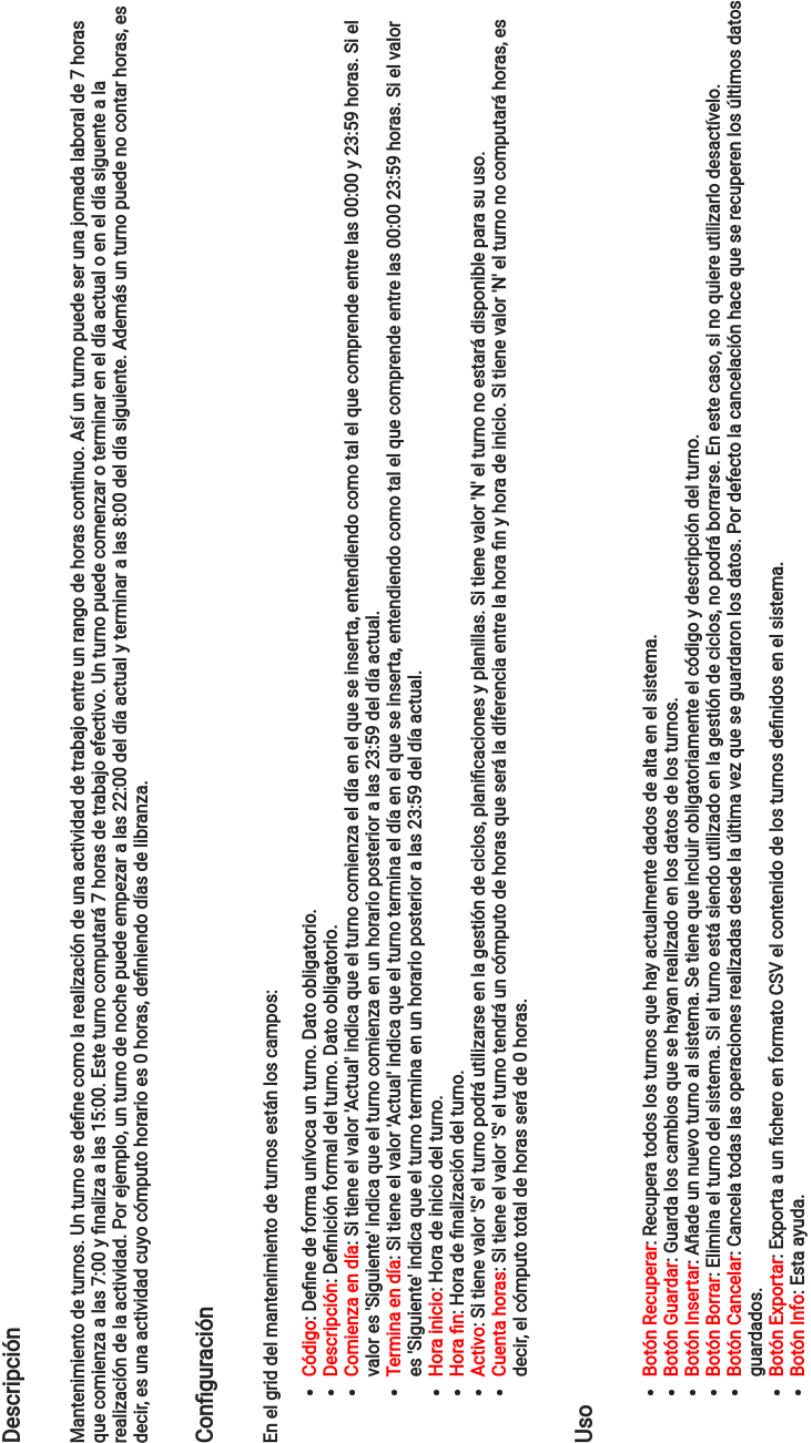 Descripción
Mantenimiento de turnos. Un turno se define como la realización de una actividad de trabajo entre un rango de horas continuo. Así un turno puede ser una jornada laboral de 7 horas
que comienza a las 7:00 y finaliza a las 15:00. Este turno computará 7 horas de trabajo efectivo. Un turno puede comenzar o terminar en el día actual o en el día siguente a la
realización de la actividad. Por ejemplo, un turno de noche puede empezar a las 22:00 del día actual y terminar a las 8:00 del día siguiente. Además un turno puede no contar horas, es
decir, es una actividad cuyo cómputo horario es 0 horas, definiendo días de libranza.
Configuración
En el grid del mantenimiento de turnos están los campos:
• Código: Define de forma unívoca un turno. Dato obligatorio.
• Descripción: Definición formal del turno. Dato obligatorio.
• Comienza en día: Si tiene el valor 'Actual' indica que el turno comienza el día en el que se inserta, entendiendo como tal el que comprende entre las 00:00 y 23:59 horas. Si el
valor es 'Siguiente' indica que el turno comienza en un horario posterior a las 23:59 del día actual.
• Termina en día: Si tiene el valor 'Actual' indica que el turno termina el día en el que se inserta, entendiendo como tal el que comprende entre las 00:00 23:59 horas. Si el valor
es 'Siguiente' indica que el turno termina en un horario posterior a las 23:59 del día actual.
• Hora inicio: Hora de inicio del turno.
• Hora fin: Hora de finalización del turno.
• Activo: Si tiene valor 'S' el turno podrá utilizarse en la gestión de ciclos, planificaciones y planillas. Si tiene valor 'N' el turno no estará disponible para su uso.
• Cuenta horas: Si tiene el valor 'S' el turno tendrá un cómputo de horas que será la diferencia entre la hora fin y hora de inicio. Si tiene valor 'N' el turno no computará horas, es
decir, el cómputo total de horas será de 0 horas.
Uso
• Botón Recuperar: Recupera todos los turnos que hay actualmente dados de alta en el sistema.
• Botón Guardar: Guarda los cambios que se hayan realizado en los datos de los turnos.
• Botón Insertar: Añade un nuevo turno al sistema. Se tiene que incluir obligatoriamente el código y descripción del turno.
• Botón Borrar: Elimina el turno del sistema. Si el turno está siendo utilizado en la gestión de ciclos, no podrá borrarse. En este caso, si no quiere utilizarlo desactívelo.
• Botón Cancelar: Cancela todas las operaciones realizadas desde la última vez que se guardaron los datos. Por defecto la cancelación hace que se recuperen los últimos datos
guardados.
• Botón Exportar: Exporta a un fichero en formato CSV el contenido de los turnos definidos en el sistema.
• Botón Info: Esta ayuda.